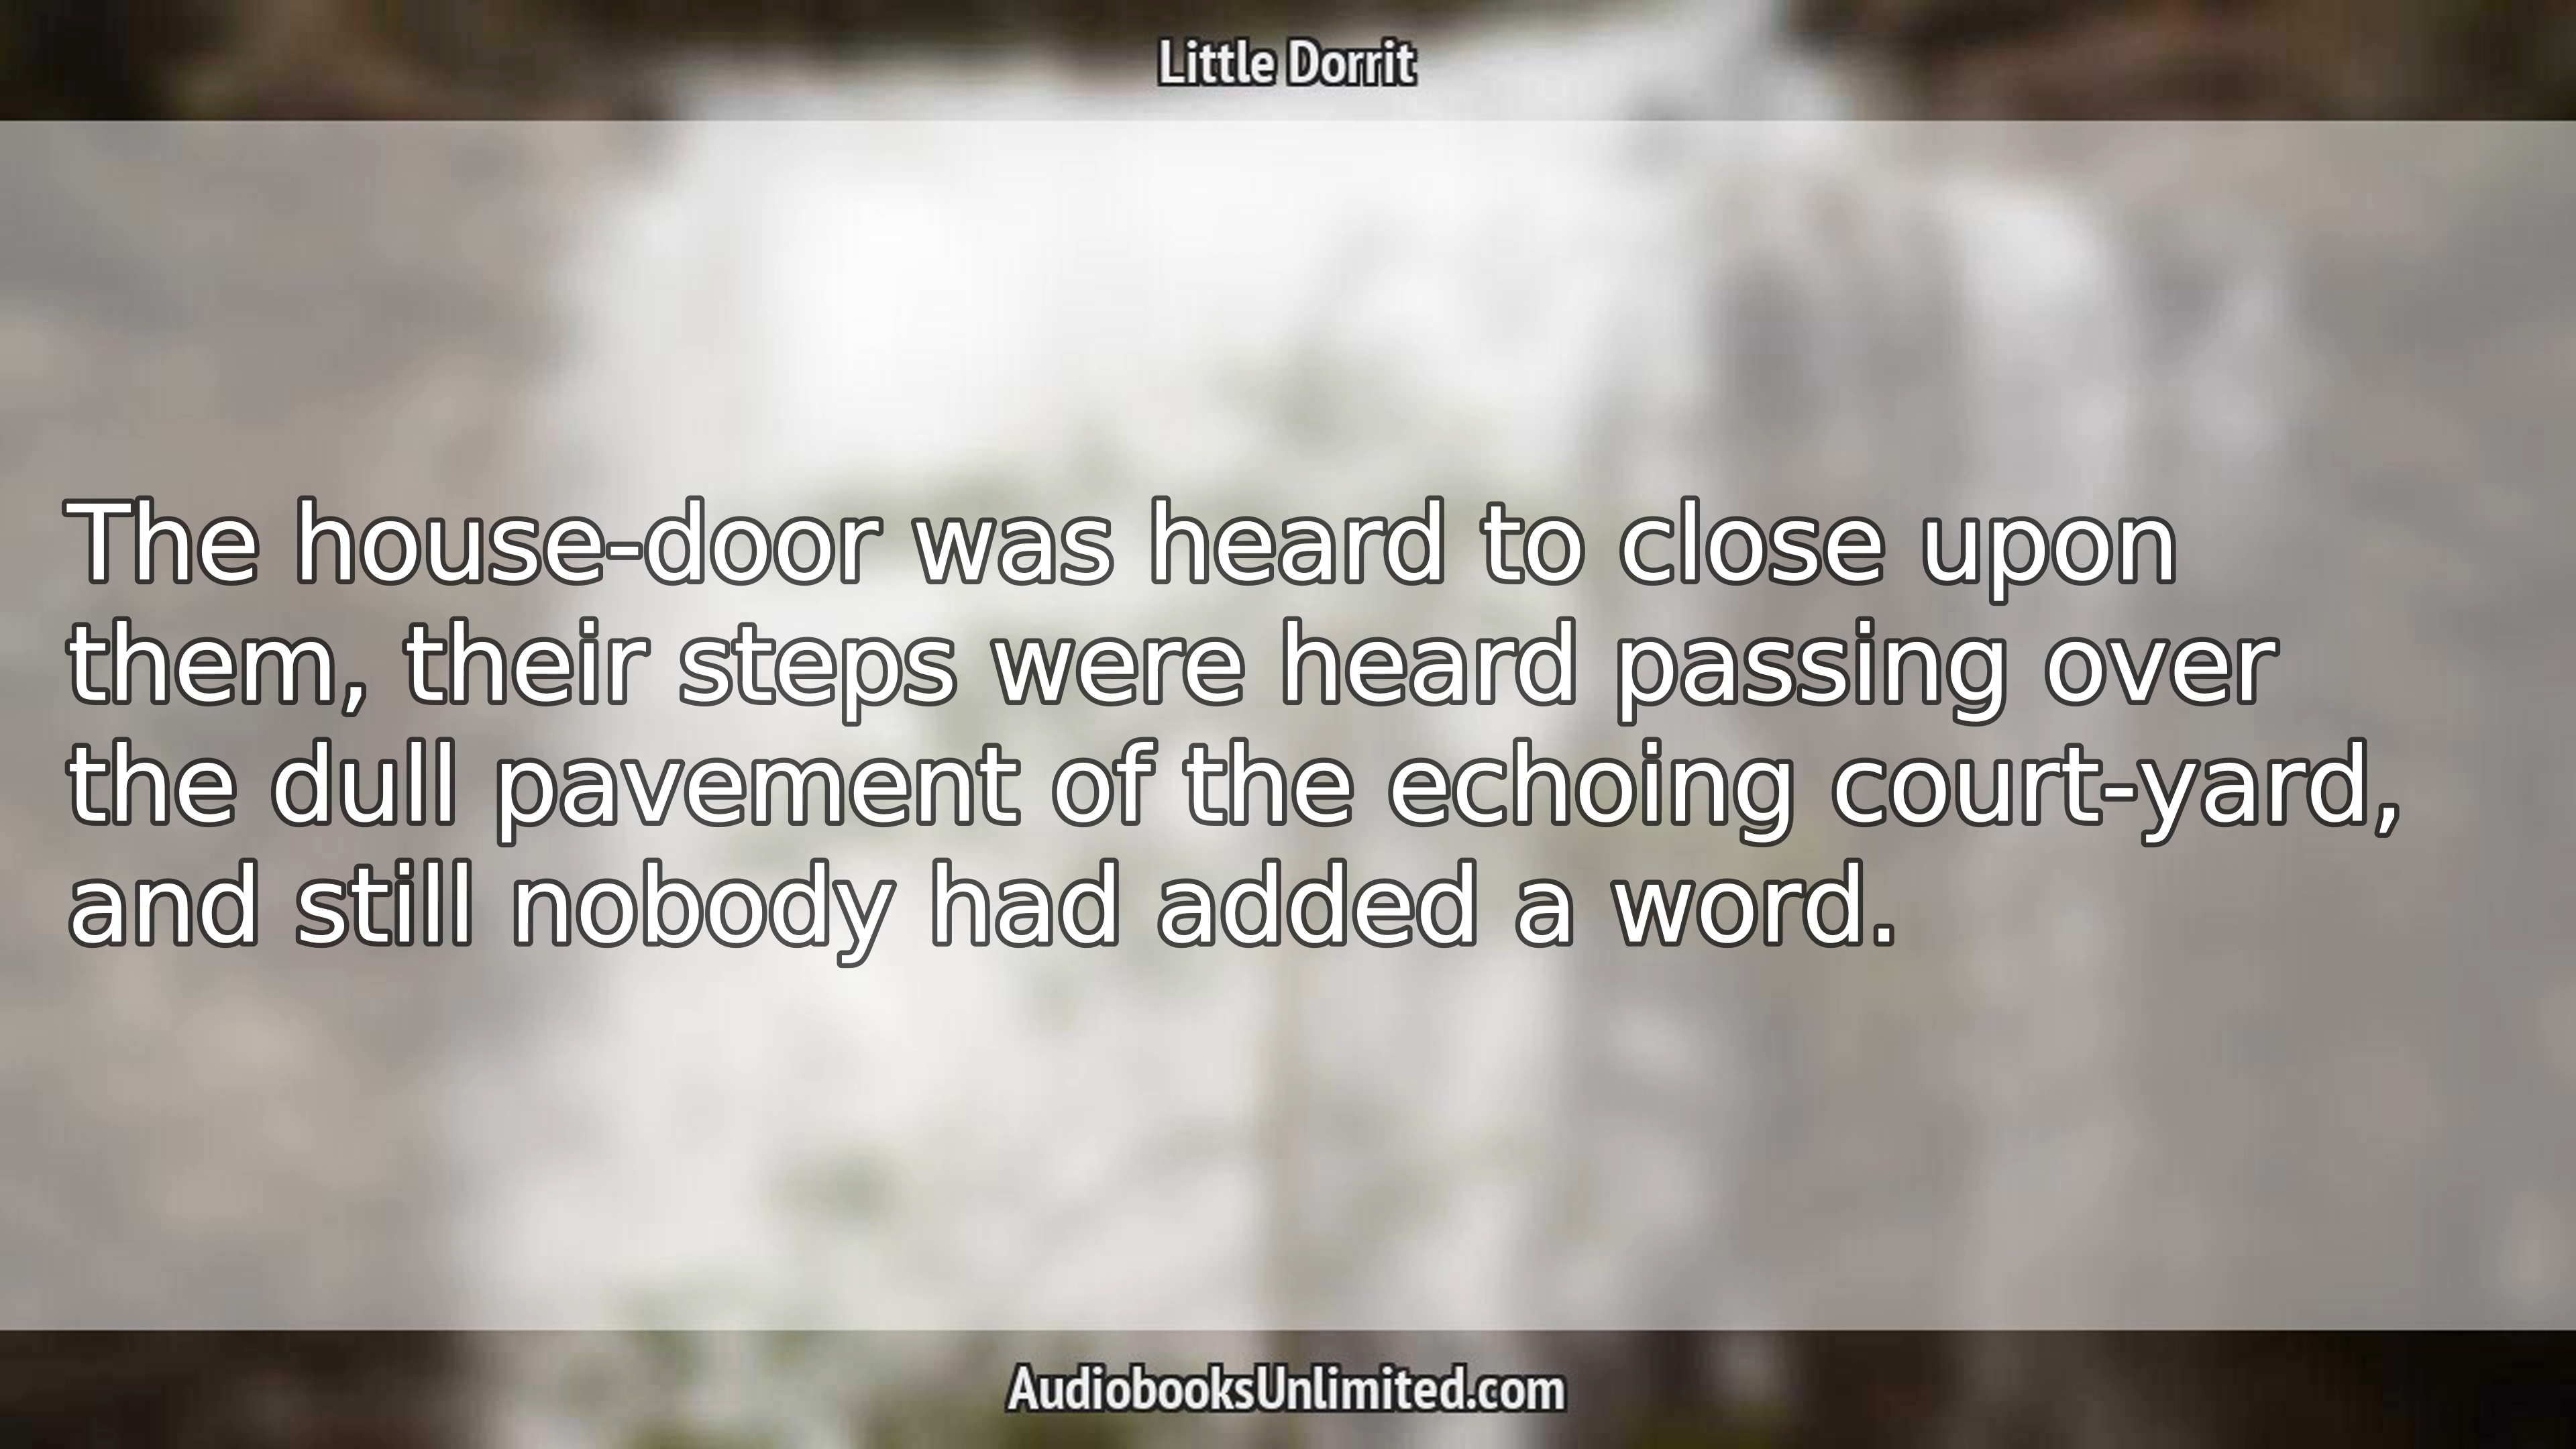 Little Dorrit
The house-door was heard to close upon
them, their steps were heard passing over
the dull pavement of the echoing court-yard,
and still nobody had added a word.
AudiobooksUnlimited.com